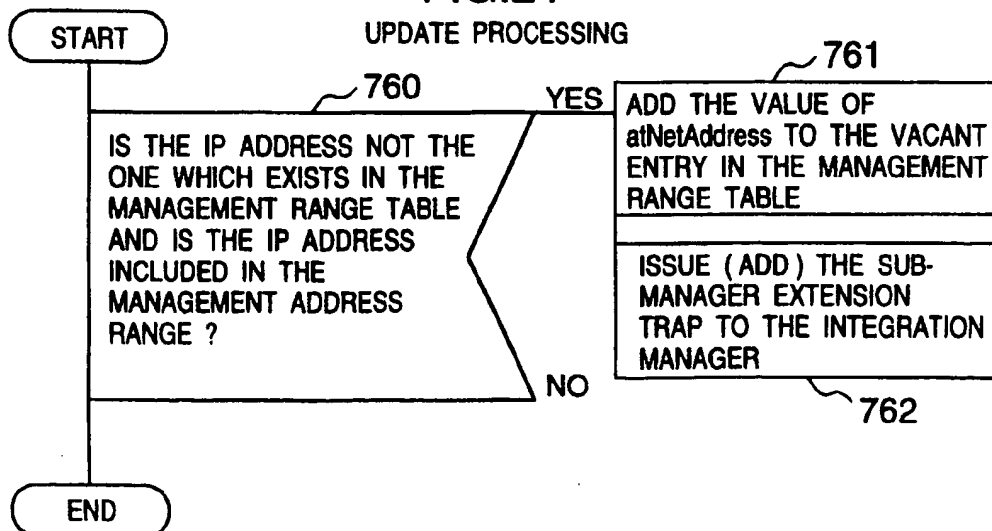 START
UPDATE PROCESSING
760
IS THE IP ADDRESS NOT THE
ONE WHICH EXISTS IN THE
MANAGEMENT RANGE TABLE
AND IS THE IP ADDRESS
INCLUDED IN THE
MANAGEMENT ADDRESS
RANGE ?
YES
NO
761
ADD THE VALUE OF
atNetAddress TO THE VACANT
ENTRY IN THE MANAGEMENT
RANGE TABLE
ISSUE ( ADD ) THE SUB-
MANAGER EXTENSION
TRAP TO THE INTEGRATION
MANAGER
762
END